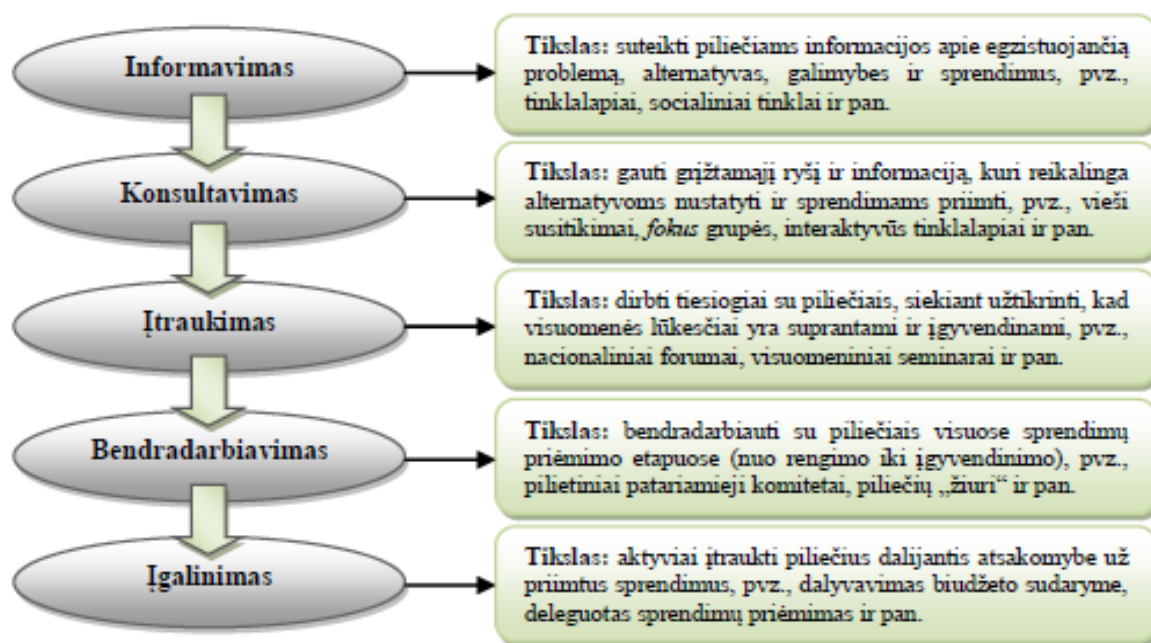 Informavimas
Tikslas: suteikti piliečiams informacijos apie egzistuojančią
problemą, alternatyvas, galimybes ir sprendimus, pvz.,
tinklalapiai, socialiniai tinklai ir pan.
Konsultavimas
Tikslas: gauti grįžtamąjį ryšį ir informaciją, kuri reikalinga
alternatyvoms nustatyti ir sprendimams priimti, pvz., vieši
susitikimai, fokus grupės, interaktyvūs tinklalapiai ir pan.
Įtraukimas
Tikslas: dirbti tiesiogiai su piliečiais, siekiant užtikrinti, kad
visuomenės lūkesčiai yra suprantami ir įgyvendinami, pvz.,
nacionaliniai forumai, visuomeniniai seminarai ir pan.
Bendradarbiavimas
Tikslas: bendradarbiauti su piliečiais visuose sprendimų
priėmimo etapuose (nuo rengimo iki įgyvendinimo), pvz.,
pilietiniai patariamieji komitetai, piliečių „žiuri“ ir pan.
Įgalinimas
Tikslas: aktyviai įtraukti piliečius dalijantis atsakomybe už
priimtus sprendimus, pvz., dalyvavimas biudžeto sudaryme,
deleguotas sprendimų priėmimas ir pan.